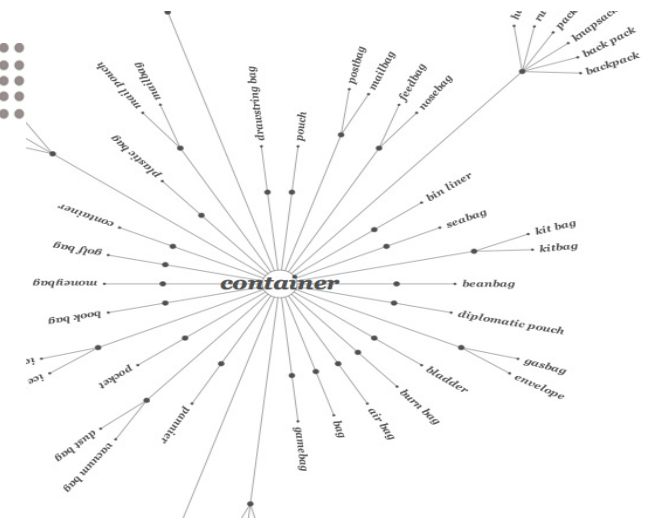 knapsack
back pack
backpack
postbag
mailbag
feedbag
nosebag
drawstring bag
pouch
mailbag
mail pouch
plastic bag
bin liner
seabag
kit bag
kitbag
container
golf bag
moneybag
container
beanbag
book bag
diplomatic pouch
gasbag
envelope
pocket
bladder
burn bag
air bag
bag
gamebag
pannier
dust bag
vacuum bag